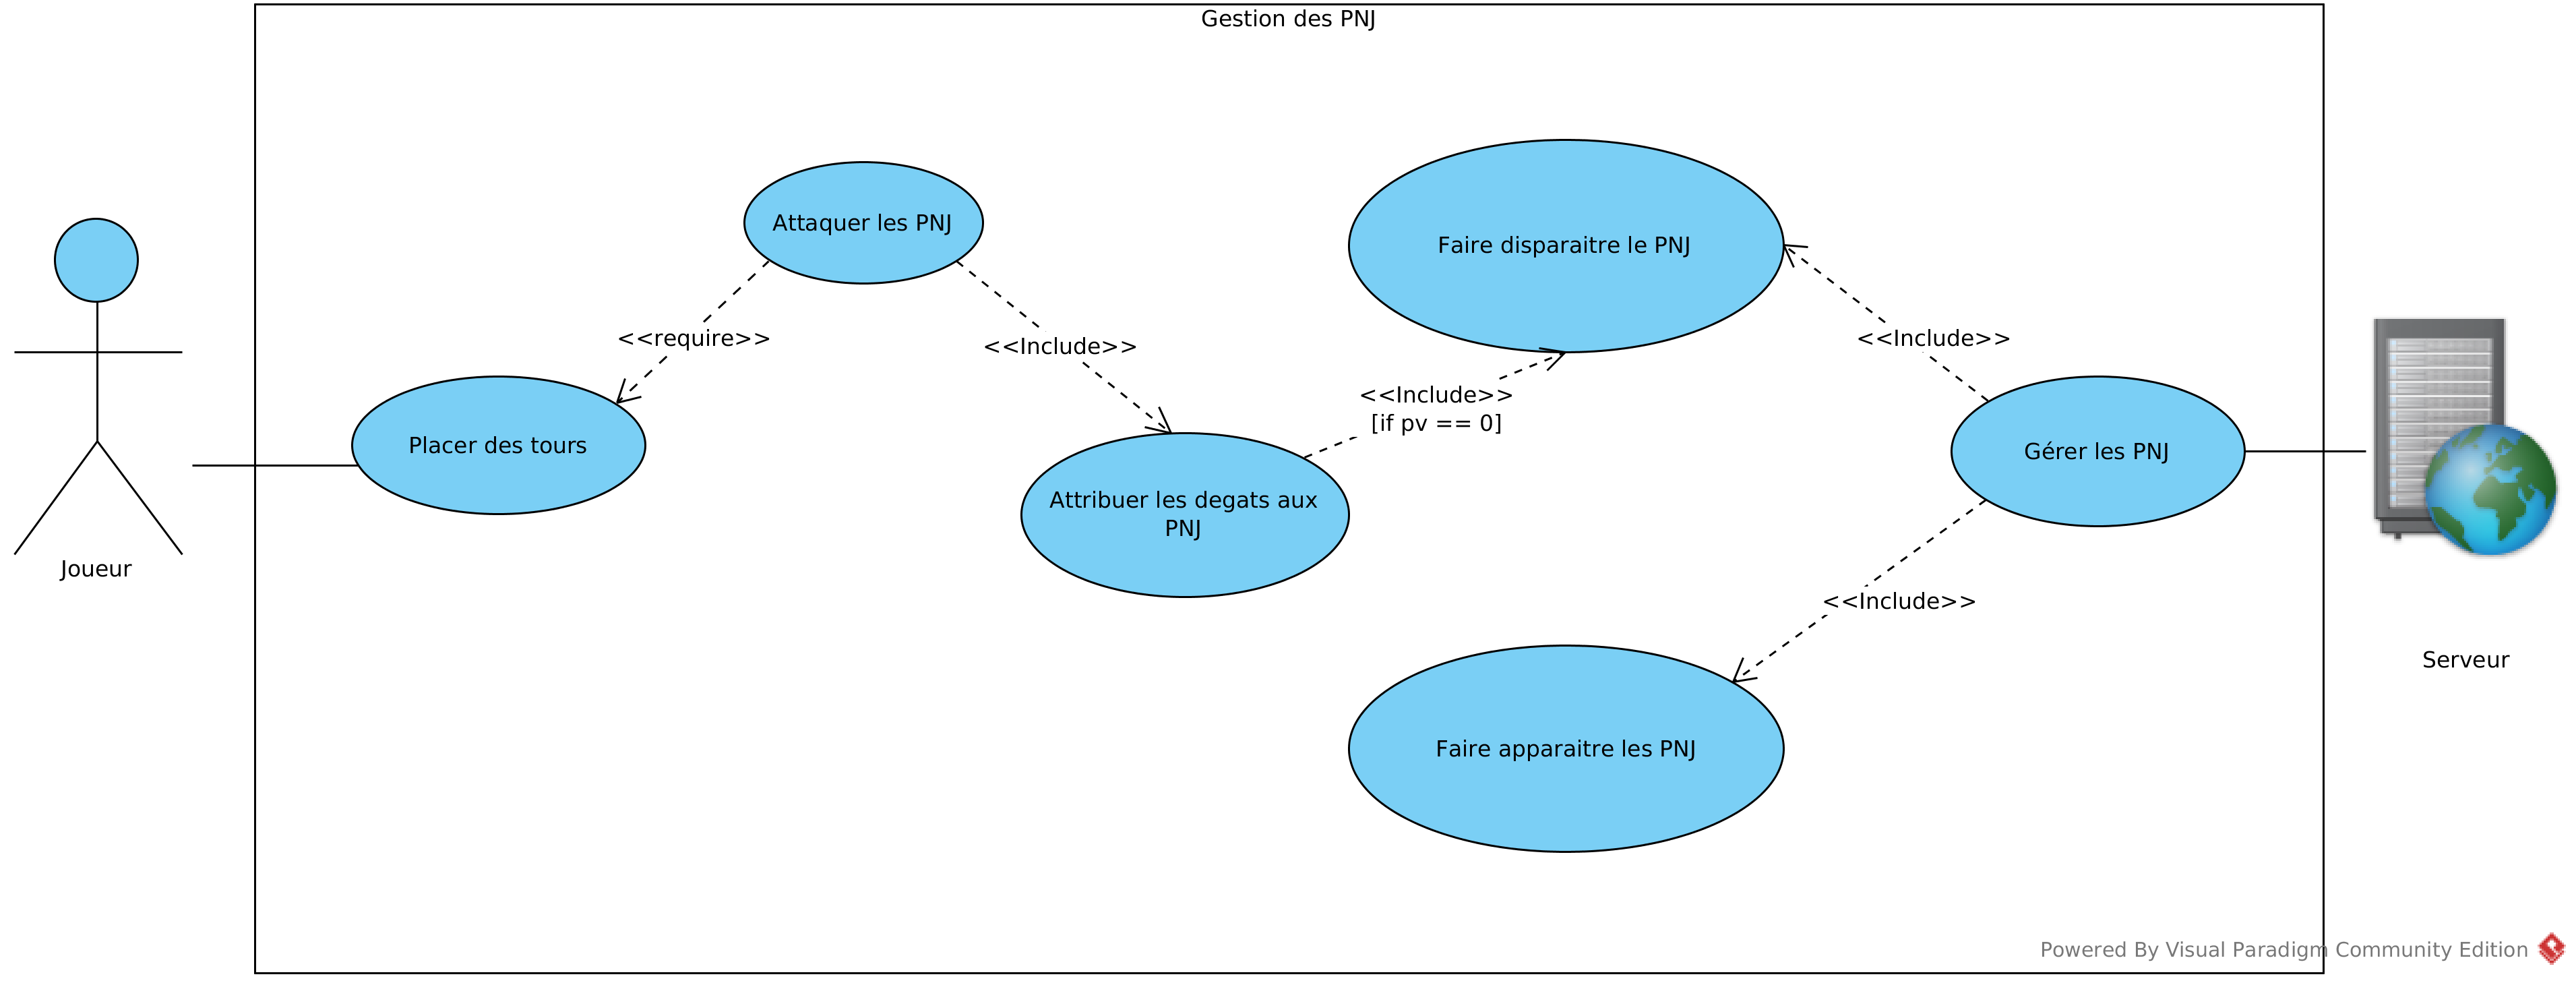 Gestion des PNJ
Attaquer les PNJ
Faire disparaitre le PNJ
<<require>>
<<Include>>
<<Include>>
<<Include>>
[if pv == 0]
Placer des tours
Gérer les PNJ
Attribuer les degats aux
PNJ
Joueur
<<Include>>
Serveur
Faire apparaitre les PNJ
Powered By Visual Paradigm Community Edition